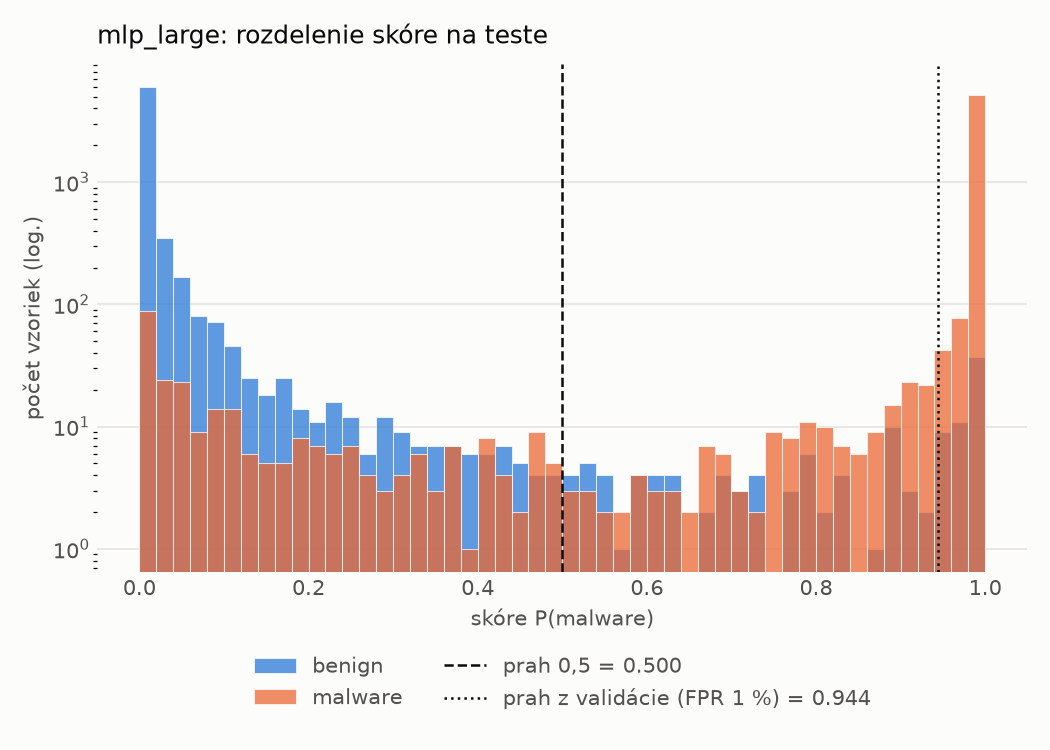 mlp_large: rozdelenie skóre na teste
počet vzoriek (log.)
10³
10²
10¹
10⁰
0.0 0.2 0.4 0.6 0.8 1.0
skóre P(malware)
benign
malware
prah 0,5 = 0.500
prah z validácie (FPR 1 %) = 0.944